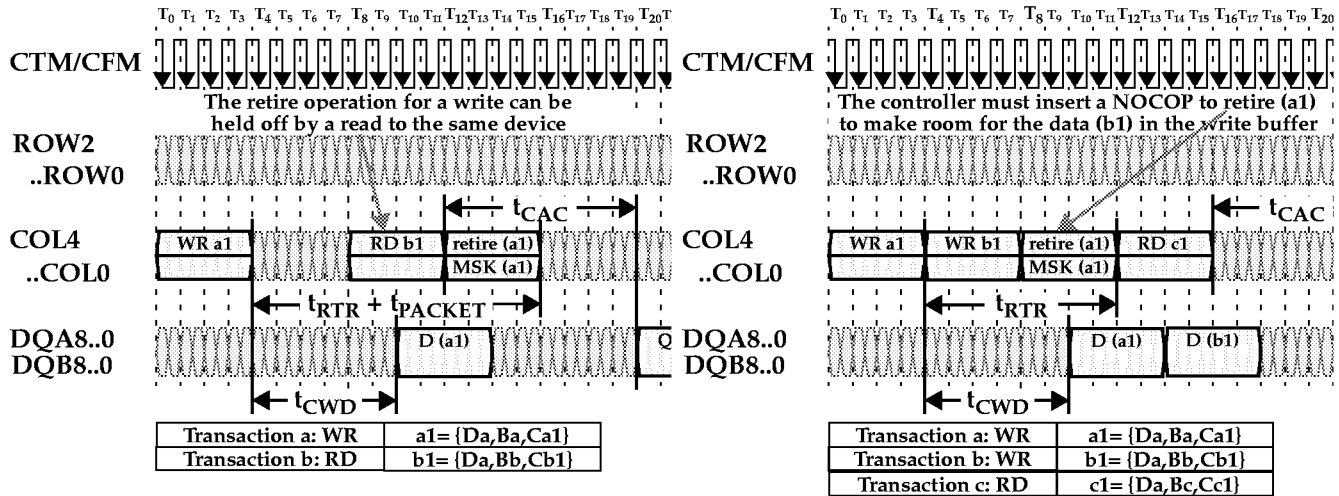 T0 T1 T2 T3 T4 T5 T6 T7 T8 T9 T10 T11 T12 T13 T14 T15 T16 T17 T18 T19 T20
CTM/CFM
The retire operation for a write can be
held off by a read to the same device
ROW2
..ROW0
tCAC
COL4
..COL0
WR a1
RD b1
retire (a1)
MSK (a1)
tRTR + tPACKET
DQA8..0
DQB8..0
D (a1)
Q
tCWD
Transaction a: WR a1= {Da,Ba,Ca1}
Transaction b: RD b1= {Da,Bb,Cb1}
T0 T1 T2 T3 T4 T5 T6 T7 T8 T9 T10 T11 T12 T13 T14 T15 T16 T17 T18 T19 T20
CTM/CFM
The controller must insert a NOCOP to retire (a1)
to make room for the data (b1) in the write buffer
ROW2
..ROW0
tCAC
COL4
..COL0
WR a1
WR b1
retire (a1)
RD c1
MSK (a1)
tRTR
DQA8..0
DQB8..0
D (a1)
D (b1)
tCWD
Transaction a: WR a1= {Da,Ba,Ca1}
Transaction b: WR b1= {Da,Bb,Cb1}
Transaction c: RD c1= {Da,Bc,Cc1}